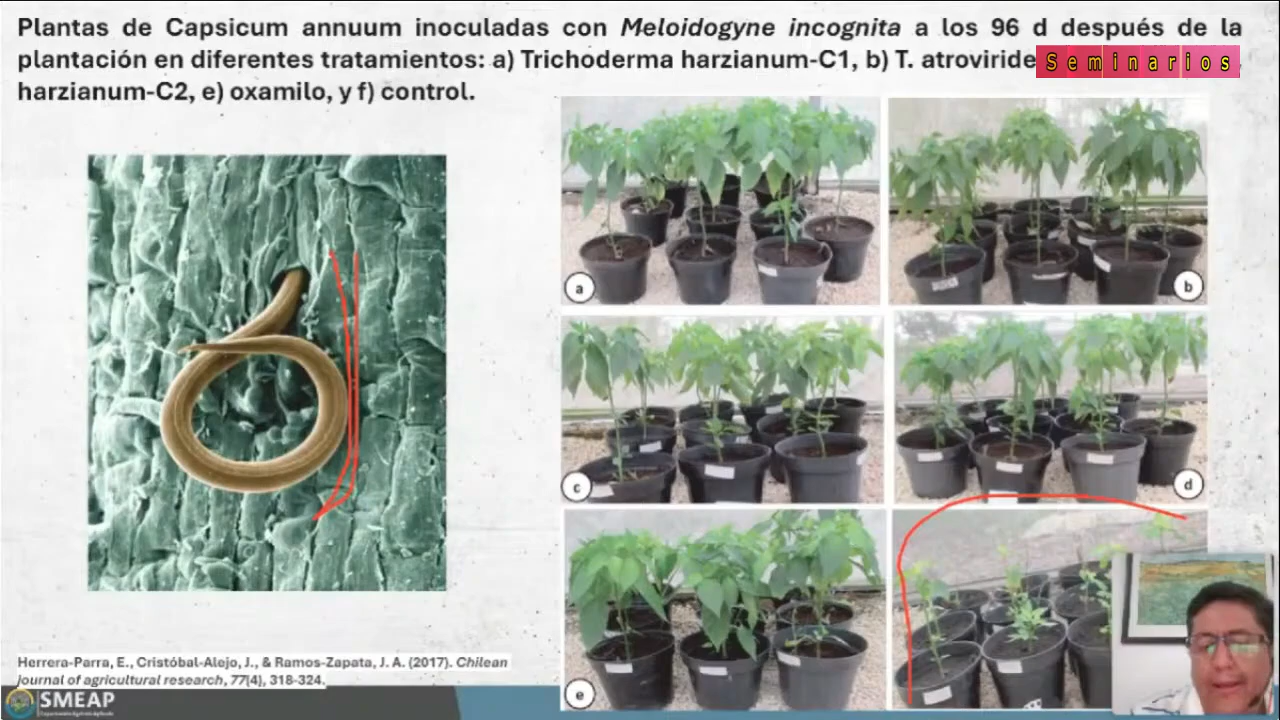 Plantas de Capsicum annuum inoculadas con Meloidogyne incognita a los 96 d después de la
plantación en diferentes tratamientos: a) Trichoderma harzianum-C1, b) T. atroviride
Seminarios
harzianum-C2, e) oxamilo, y f) control.
a
b
c
d
e
Herrera-Parra, E., Cristóbal-Alejo, J., & Ramos-Zapata, J. A. (2017). Chilean
journal of agricultural research, 77(4), 318-324.
SMEAP